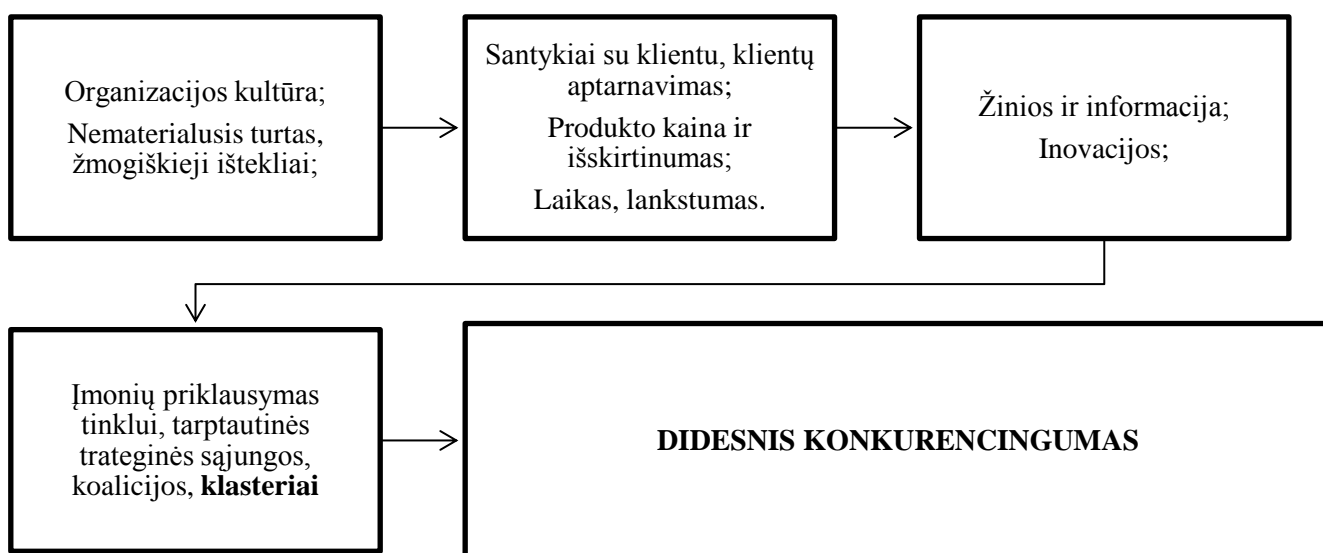 Organizacijos kultūra;
Nematerialusis turtas,
žmogiškieji ištekliai;
Santykiai su klientu, klientų
aptarnavimas;
Produkto kaina ir
išskirtinumas;
Laikas, lankstumas.
Žinios ir informacija;
Inovacijos;
Įmonių priklausymas
tinklui, tarptautinės
trateginės sąjungos,
koalicijos, klasteriai
DIDESNIS KONKURENCINGUMAS